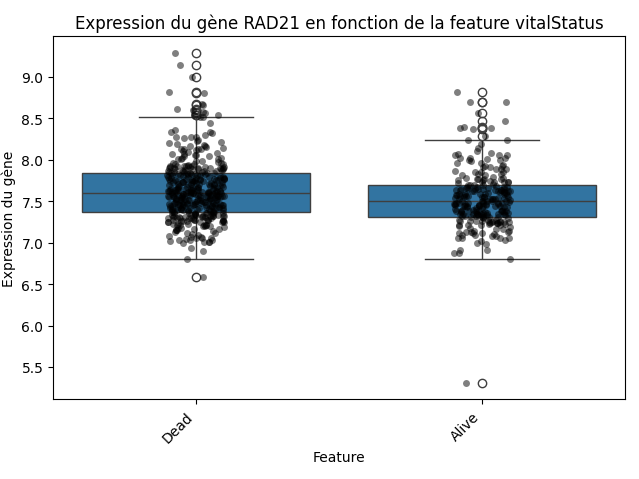 Expression du gène RAD21 en fonction de la feature vitalStatus
Expression du gène
9.0
8.5
8.0
7.5
7.0
6.5
6.0
5.5
Dead
Alive
Feature